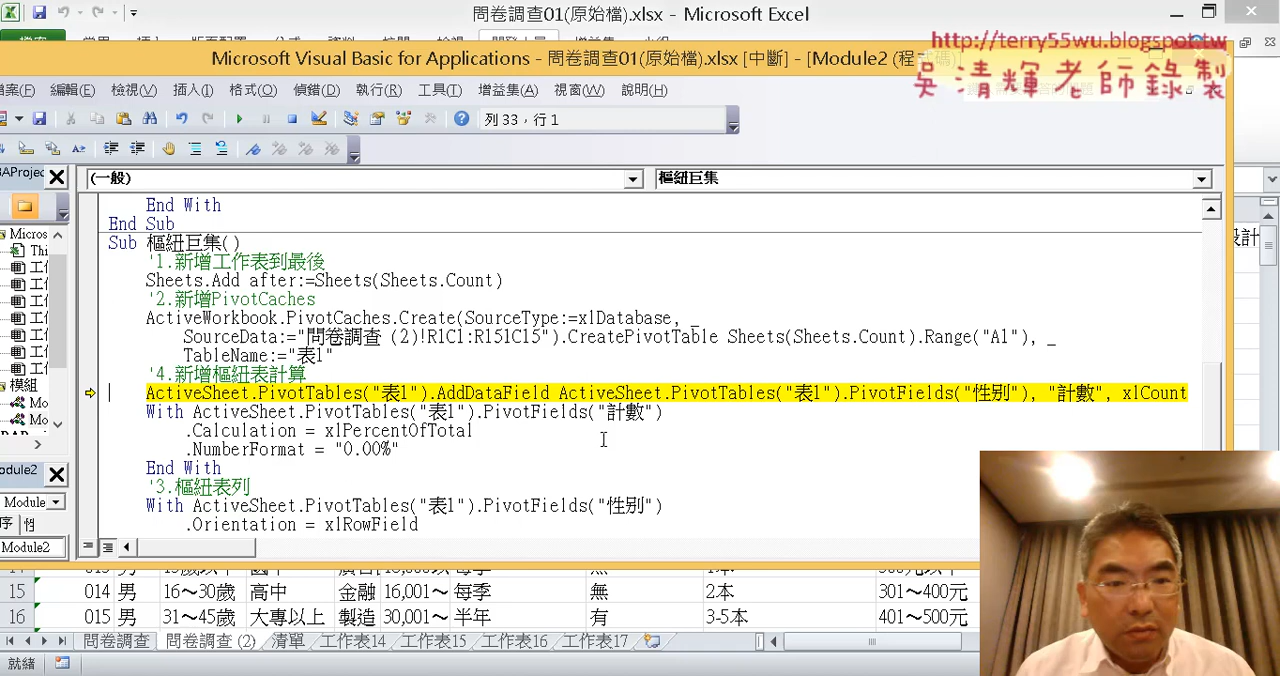 問卷調查01(原始檔).xlsx - Microsoft Excel
http://terry55wu.blogspot.tw
Microsoft Visual Basic for Applications - 問卷調查01(原始檔).xlsx [中斷] - [Module2 (程式碼)]
吳清輝老師錄製
檔案(F) 編輯(E) 檢視(V) 插入(I) 格式(O) 偵錯(D) 執行(R) 工具(T) 增益集(A) 視窗(W) 說明(H)
列 33，行 1
(一般) 樞紐巨集
End With
End Sub
Sub 樞紐巨集()
'1.新增工作表到最後
Sheets.Add after:=Sheets(Sheets.Count)
'2.新增PivotCaches
ActiveWorkbook.PivotCaches.Create(SourceType:=xlDatabase, _
SourceData:="問卷調查 (2)!R1C1:R151C15").CreatePivotTable Sheets(Sheets.Count).Range("A1"), _
TableName:="表1"
'4.新增樞紐表計算
ActiveSheet.PivotTables("表1").AddDataField ActiveSheet.PivotTables("表1").PivotFields("性別"), "計數", xlCount
With ActiveSheet.PivotTables("表1").PivotFields("計數")
.Calculation = xlPercentOfTotal
.NumberFormat = "0.00%"
End With
'3.樞紐表列
With ActiveSheet.PivotTables("表1").PivotFields("性別")
.Orientation = xlRowField
Micros
Thi
模組
Mo
Mo
Module
Module2
15 014 男 16～30歲 高中 金融 16,001～ 每季 無 2本 301～400元
16 015 男 31～45歲 大專以上 製造 30,001～ 半年 有 3-5本 401～500元
問卷調查 問卷調查 (2) 清單 工作表14 工作表15 工作表16 工作表17
就緒